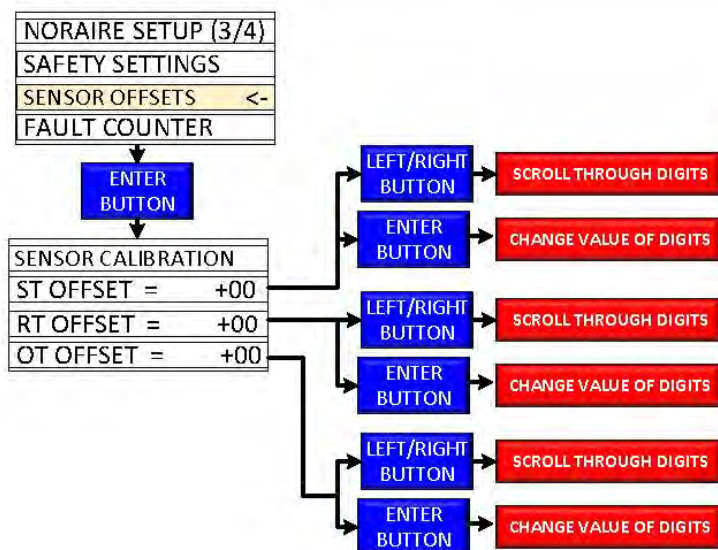 NORAIRE SETUP (3/4)
SAFETY SETTINGS
SENSOR OFFSETS <-
FAULT COUNTER
ENTER
BUTTON
SENSOR CALIBRATION
ST OFFSET = +00
RT OFFSET = +00
OT OFFSET = +00
LEFT/RIGHT
BUTTON
SCROLL THROUGH DIGITS
ENTER
BUTTON
CHANGE VALUE OF DIGITS
LEFT/RIGHT
BUTTON
SCROLL THROUGH DIGITS
ENTER
BUTTON
CHANGE VALUE OF DIGITS
LEFT/RIGHT
BUTTON
SCROLL THROUGH DIGITS
ENTER
BUTTON
CHANGE VALUE OF DIGITS